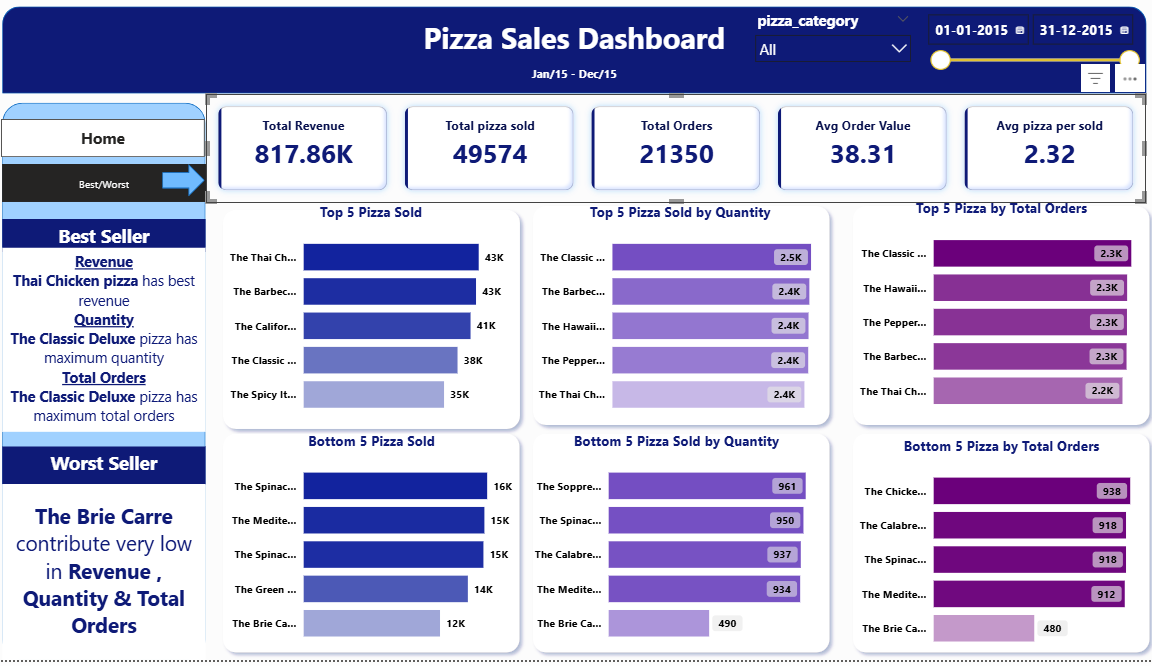 Pizza Sales Dashboard
Jan/15 - Dec/15
pizza_category
All
01-01-2015 31-12-2015
Home
Best/Worst
Total Revenue
817.86K
Total pizza sold
49574
Total Orders
21350
Avg Order Value
38.31
Avg pizza per sold
2.32
Best Seller
Revenue
Thai Chicken pizza has best
revenue
Quantity
The Classic Deluxe pizza has
maximum quantity
Total Orders
The Classic Deluxe pizza has
maximum total orders
Worst Seller
The Brie Carre
contribute very low
in Revenue ,
Quantity & Total
Orders
Top 5 Pizza Sold
The Thai Ch... 43K
The Barbec... 43K
The Califor... 41K
The Classic ... 38K
The Spicy It... 35K
Top 5 Pizza Sold by Quantity
The Classic ... 2.5K
The Barbec... 2.4K
The Hawaii... 2.4K
The Pepper... 2.4K
The Thai Ch... 2.4K
Top 5 Pizza by Total Orders
The Classic ... 2.3K
The Hawaii... 2.3K
The Pepper... 2.3K
The Barbec... 2.3K
The Thai Ch... 2.2K
Bottom 5 Pizza Sold
The Spinac... 16K
The Medite... 15K
The Spinac... 15K
The Green ... 14K
The Brie Ca... 12K
Bottom 5 Pizza Sold by Quantity
The Soppre... 961
The Spinac... 950
The Calabre... 937
The Medite... 934
The Brie Ca... 490
Bottom 5 Pizza by Total Orders
The Chicke... 938
The Calabre... 918
The Spinac... 918
The Medite... 912
The Brie Ca... 480